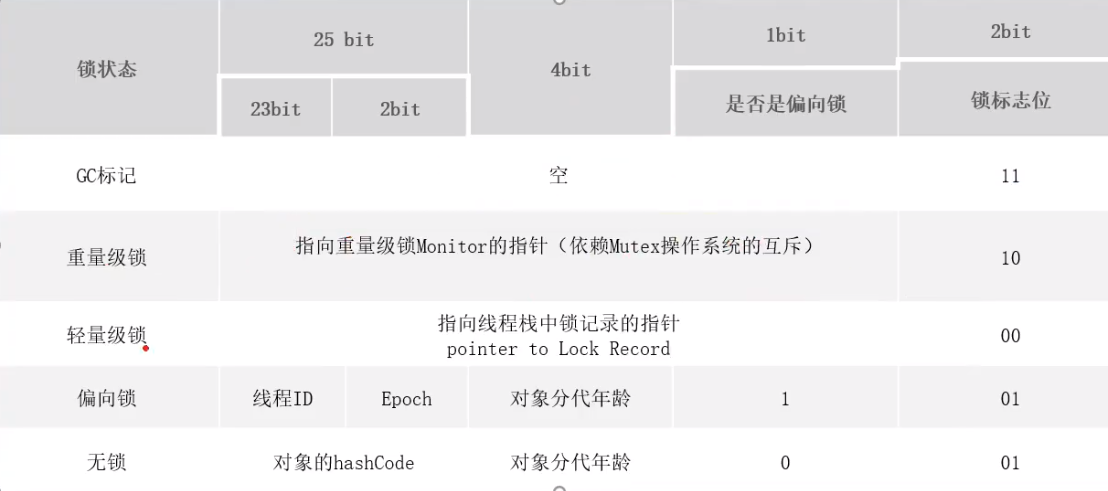 锁状态 25 bit 4bit 1bit 2bit
23bit 2bit 是否是偏向锁 锁标志位
GC标记 空 11
重量级锁 指向重量级锁Monitor的指针（依赖Mutex操作系统的互斥） 10
轻量级锁 指向线程栈中锁记录的指针 00
pointer to Lock Record
偏向锁 线程ID Epoch 对象分代年龄 1 01
无锁 对象的hashCode 对象分代年龄 0 01